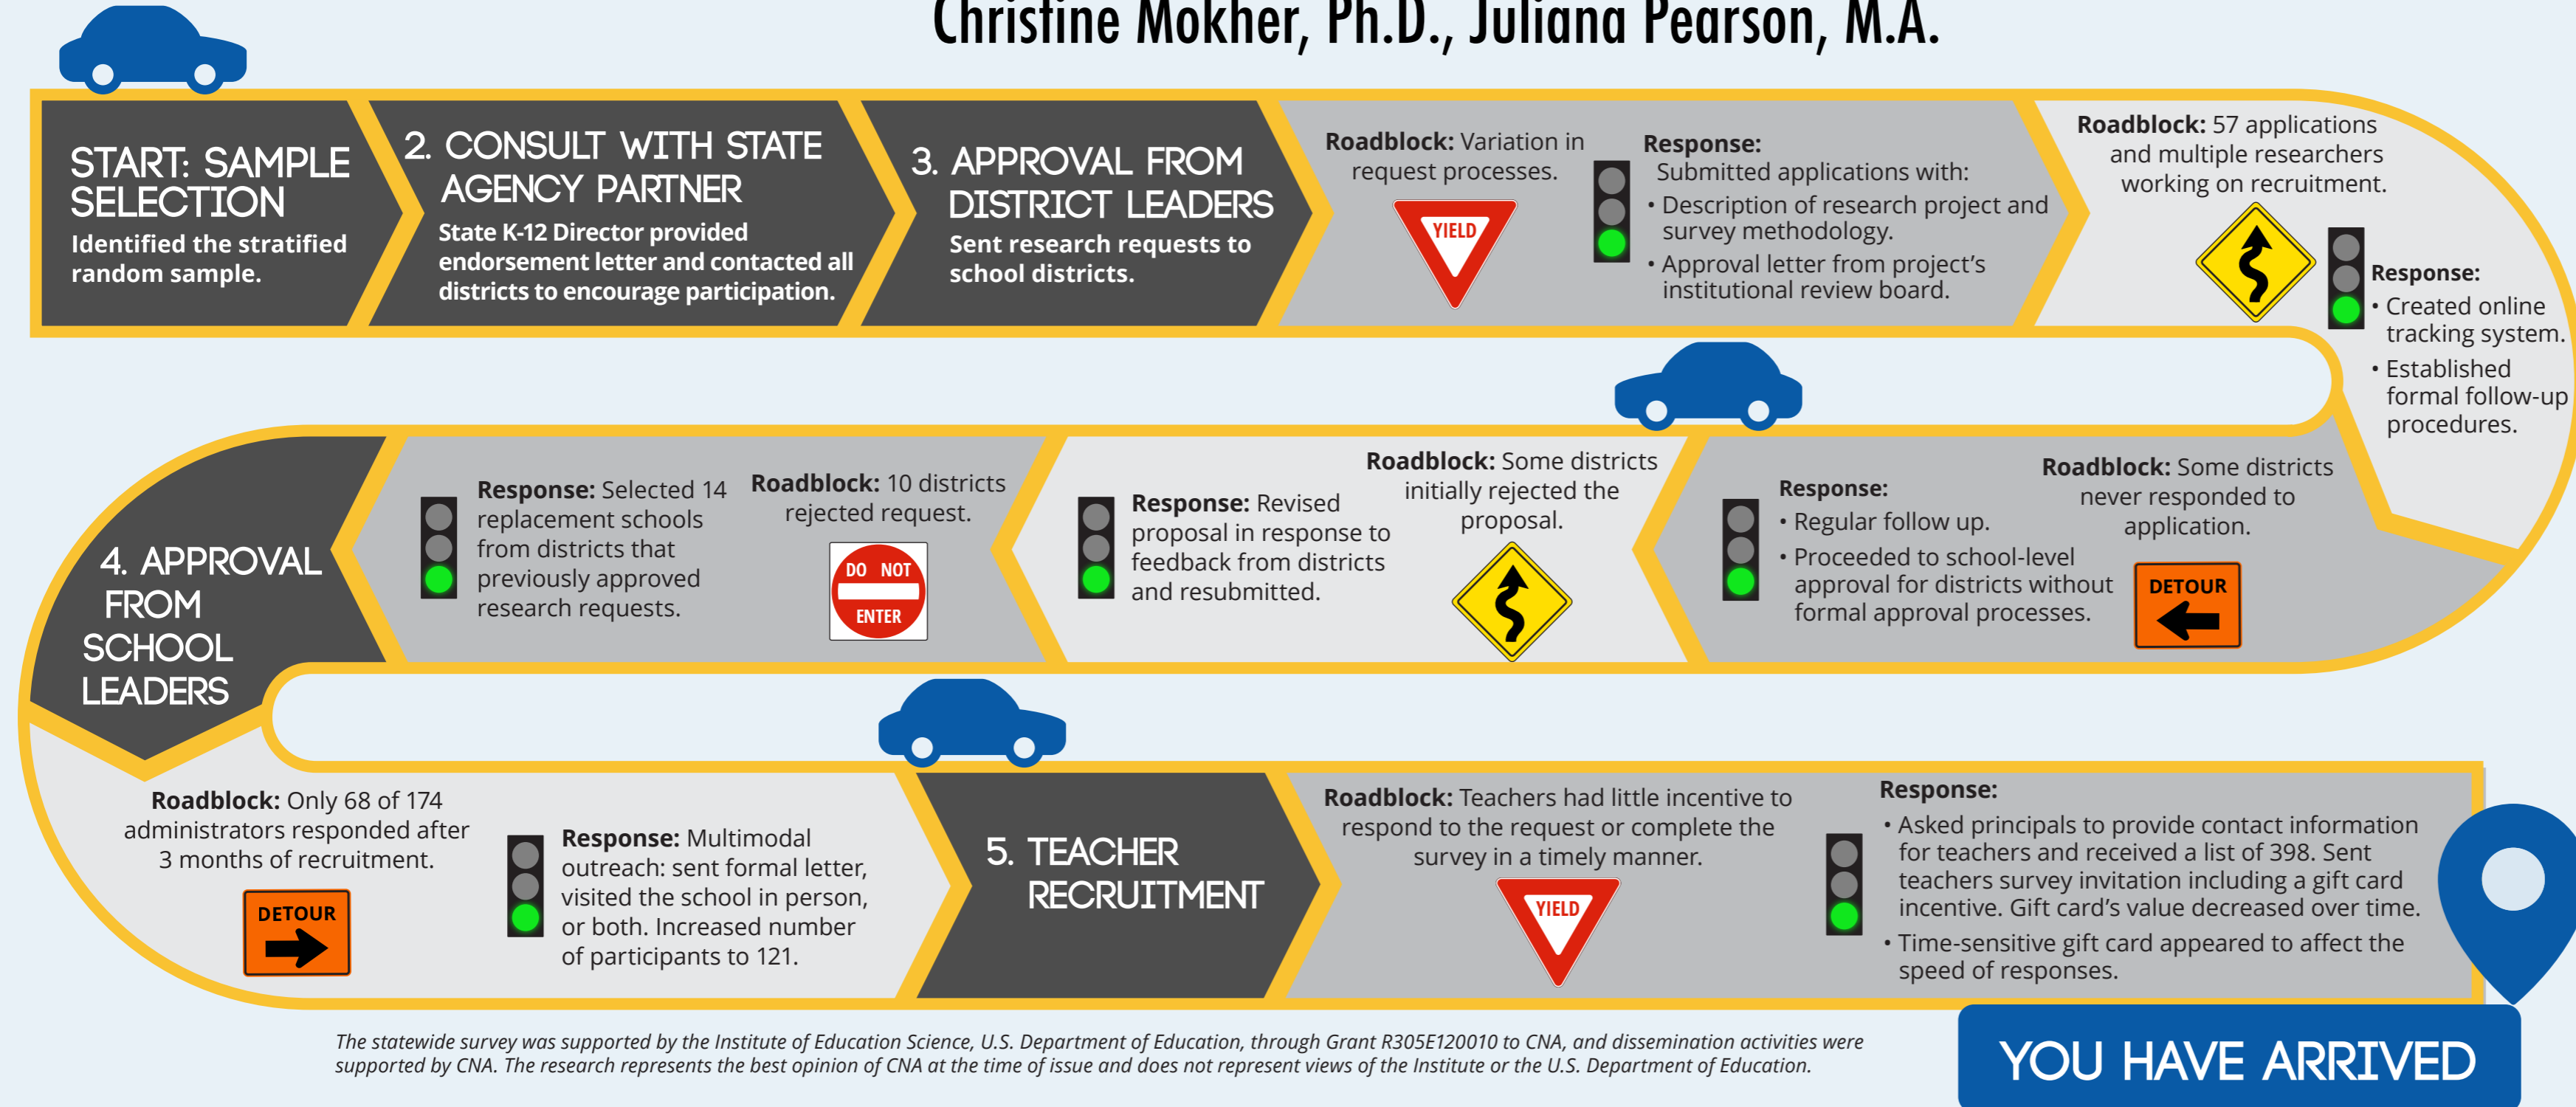 Christine Mokher, Ph.D., Juliana Pearson, M.A.
START: SAMPLE
SELECTION
Identified the stratified
random sample.
2. CONSULT WITH STATE
AGENCY PARTNER
State K-12 Director provided
endorsement letter and contacted all
districts to encourage participation.
3. APPROVAL FROM
DISTRICT LEADERS
Sent research requests to
school districts.
Roadblock: Variation in
request processes.
YIELD
Response:
Submitted applications with:
• Description of research project and
survey methodology.
• Approval letter from project's
institutional review board.
Roadblock: 57 applications
and multiple researchers
working on recruitment.
Response:
• Created online
tracking system.
• Established
formal follow-up
procedures.
Roadblock: Some districts
never responded to
application.
DETOUR
Response:
• Regular follow up.
• Proceeded to school-level
approval for districts without
formal approval processes.
Roadblock: Some districts
initially rejected the
proposal.
Response: Revised
proposal in response to
feedback from districts
and resubmitted.
Roadblock: 10 districts
rejected request.
DO NOT
ENTER
Response: Selected 14
replacement schools
from districts that
previously approved
research requests.
4. APPROVAL
FROM
SCHOOL
LEADERS
Roadblock: Only 68 of 174
administrators responded after
3 months of recruitment.
DETOUR
Response: Multimodal
outreach: sent formal letter,
visited the school in person,
or both. Increased number
of participants to 121.
5. TEACHER
RECRUITMENT
Roadblock: Teachers had little incentive to
respond to the request or complete the
survey in a timely manner.
YIELD
Response:
• Asked principals to provide contact information
for teachers and received a list of 398. Sent
teachers survey invitation including a gift card
incentive. Gift card's value decreased over time.
• Time-sensitive gift card appeared to affect the
speed of responses.
YOU HAVE ARRIVED
The statewide survey was supported by the Institute of Education Science, U.S. Department of Education, through Grant R305E120010 to CNA, and dissemination activities were
supported by CNA. The research represents the best opinion of CNA at the time of issue and does not represent views of the Institute or the U.S. Department of Education.